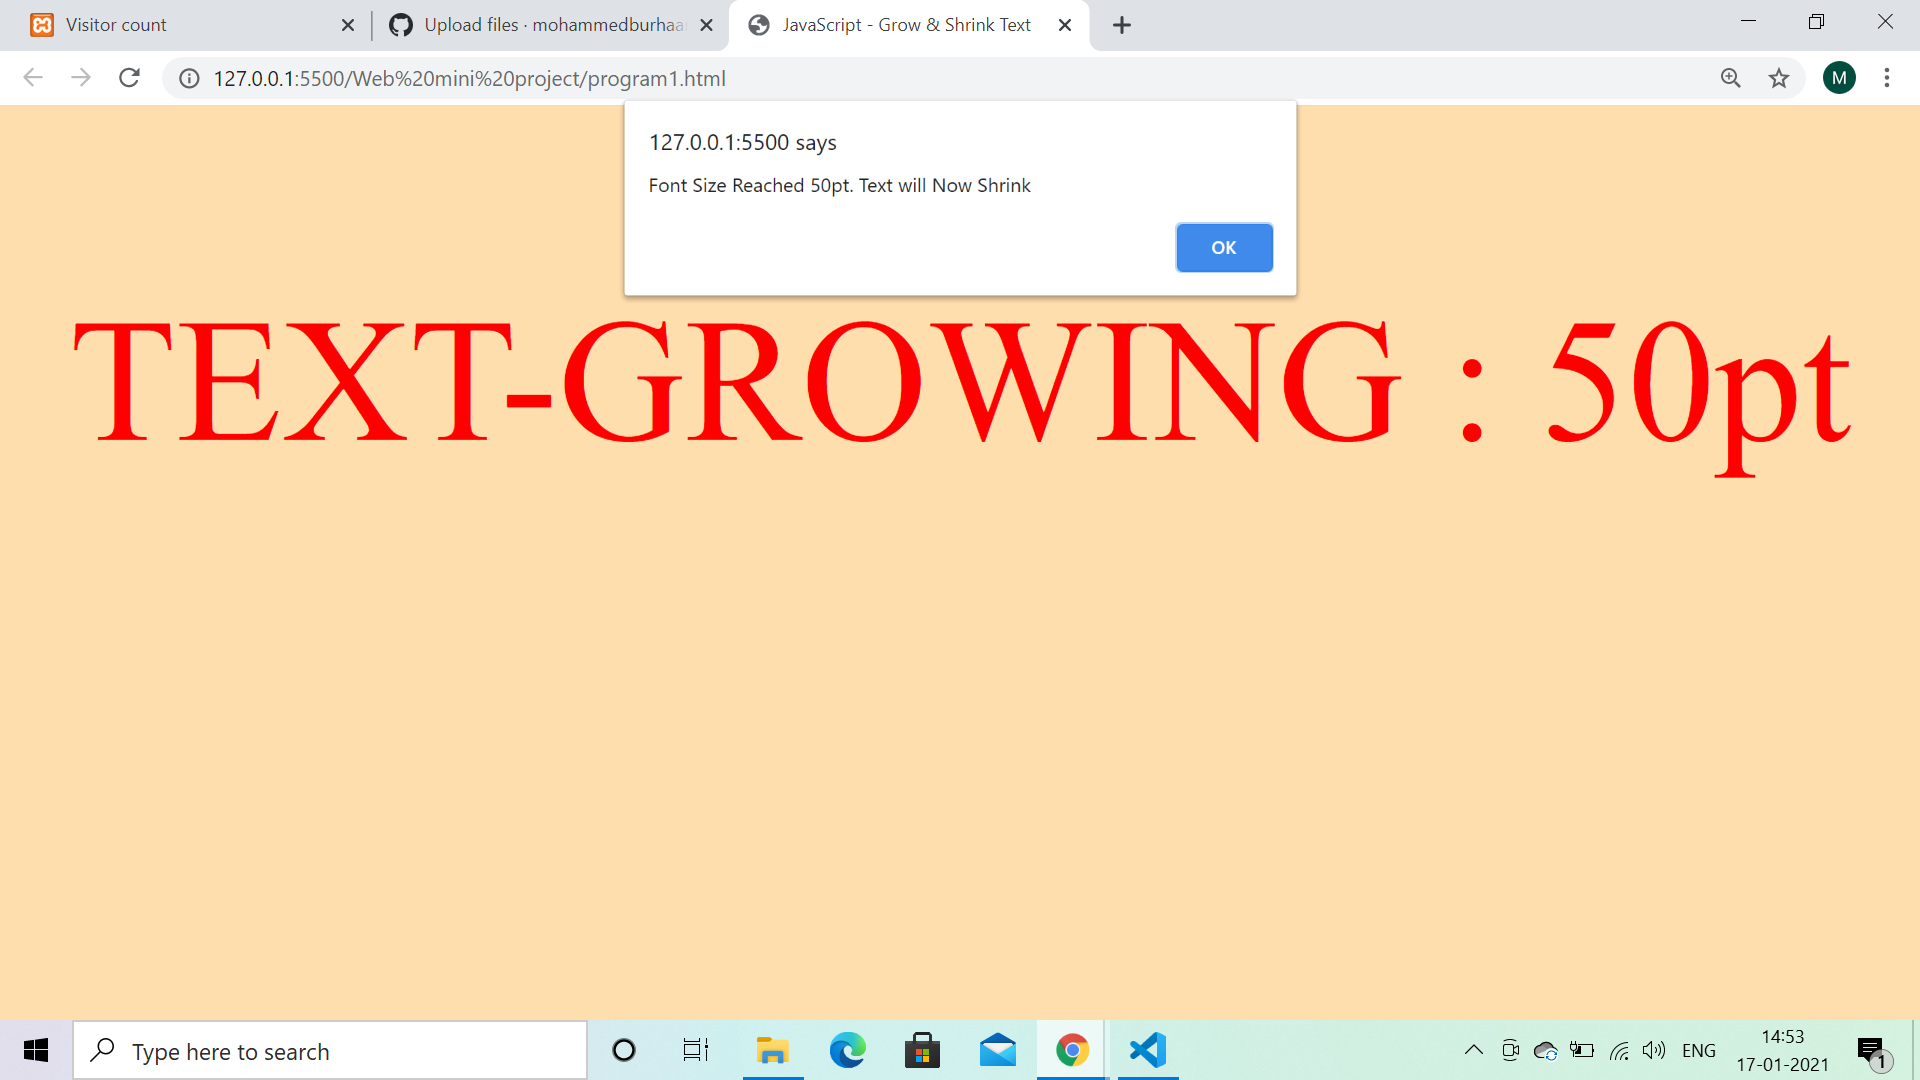 Visitor count
Upload files · mohammedburhaa
JavaScript - Grow & Shrink Text
127.0.0.1:5500/Web%20mini%20project/program1.html
M
127.0.0.1:5500 says
Font Size Reached 50pt. Text will Now Shrink
OK
TEXT-GROWING : 50pt
Type here to search
ENG
14:53
17-01-2021
1